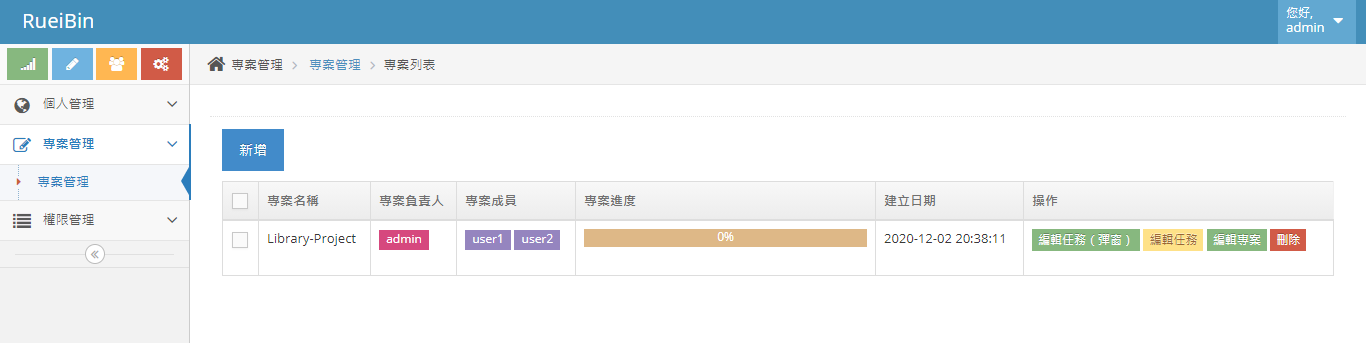 RueiBin
您好,
admin
專案管理 專案管理 專案列表
個人管理
專案管理
專案管理
權限管理
新增
專案名稱 專案負責人 專案成員 專案進度 建立日期 操作
Library-Project admin user1 user2 0% 2020-12-02 20:38:11 編輯任務（彈窗） 編輯任務 編輯專案 刪除